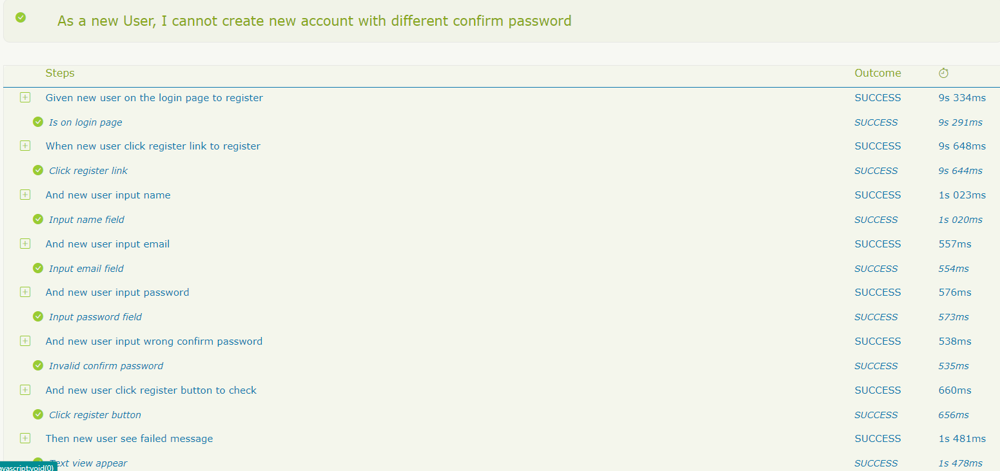 As a new User, I cannot create new account with different confirm password
Steps Outcome
Given new user on the login page to register SUCCESS 9s 334ms
Is on login page SUCCESS 9s 291ms
When new user click register link to register SUCCESS 9s 648ms
Click register link SUCCESS 9s 644ms
And new user input name SUCCESS 1s 023ms
Input name field SUCCESS 1s 020ms
And new user input email SUCCESS 557ms
Input email field SUCCESS 554ms
And new user input password SUCCESS 576ms
Input password field SUCCESS 573ms
And new user input wrong confirm password SUCCESS 538ms
Invalid confirm password SUCCESS 535ms
And new user click register button to check SUCCESS 660ms
Click register button SUCCESS 656ms
Then new user see failed message SUCCESS 1s 481ms
Text view appear SUCCESS 1s 478ms
avascript:void(0)